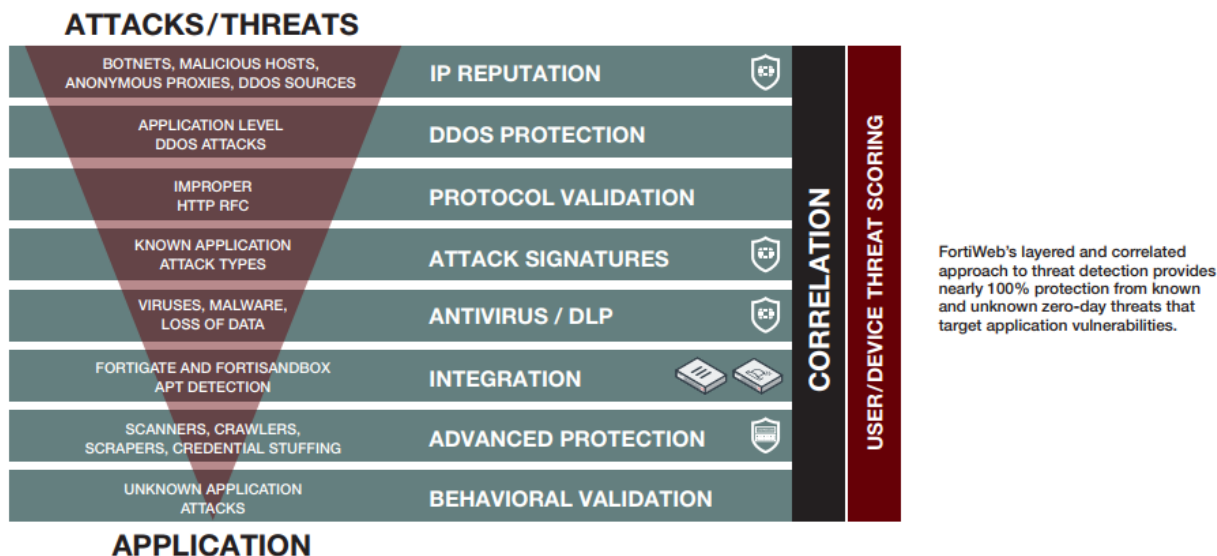 ATTACKS/THREATS
BOTNETS, MALICIOUS HOSTS,
ANONYMOUS PROXIES, DDOS SOURCES
IP REPUTATION
APPLICATION LEVEL
DDOS ATTACKS
DDOS PROTECTION
IMPROPER
HTTP RFC
PROTOCOL VALIDATION
KNOWN APPLICATION
ATTACK TYPES
ATTACK SIGNATURES
VIRUSES, MALWARE,
LOSS OF DATA
ANTIVIRUS / DLP
FORTIGATE AND FORTISANDBOX
APT DETECTION
INTEGRATION
SCANNERS, CRAWLERS,
SCRAPERS, CREDENTIAL STUFFING
ADVANCED PROTECTION
UNKNOWN APPLICATION
ATTACKS
BEHAVIORAL VALIDATION
APPLICATION
CORRELATION
USER/DEVICE THREAT SCORING
FortiWeb's layered and correlated
approach to threat detection provides
nearly 100% protection from known
and unknown zero-day threats that
target application vulnerabilities.